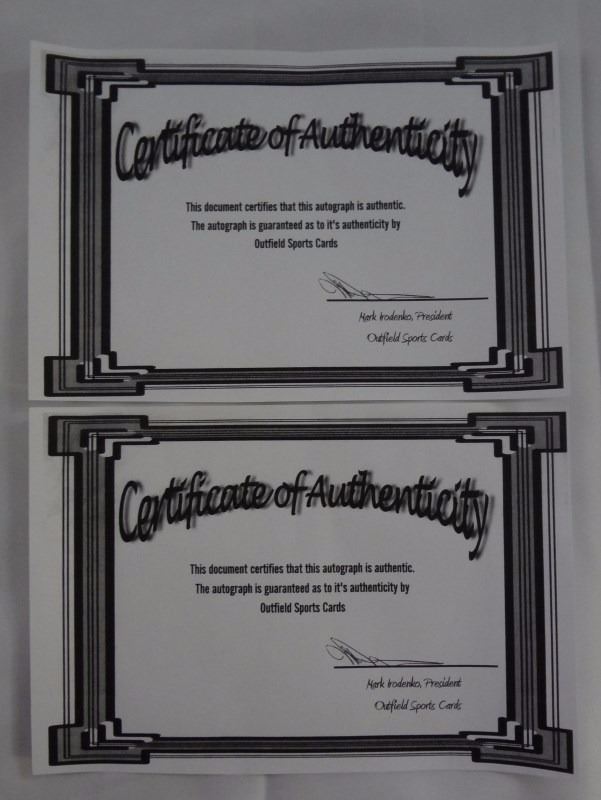 Certificate of Authenticity
This document certifies that this autograph is authentic.
The autograph is guaranteed as to it's authenticity by
Outfield Sports Cards
Mark Irodenko, President
Outfield Sports Cards
Certificate of Authenticity
This document certifies that this autograph is authentic.
The autograph is guaranteed as to it's authenticity by
Outfield Sports Cards
Mark Irodenko, President
Outfield Sports Cards